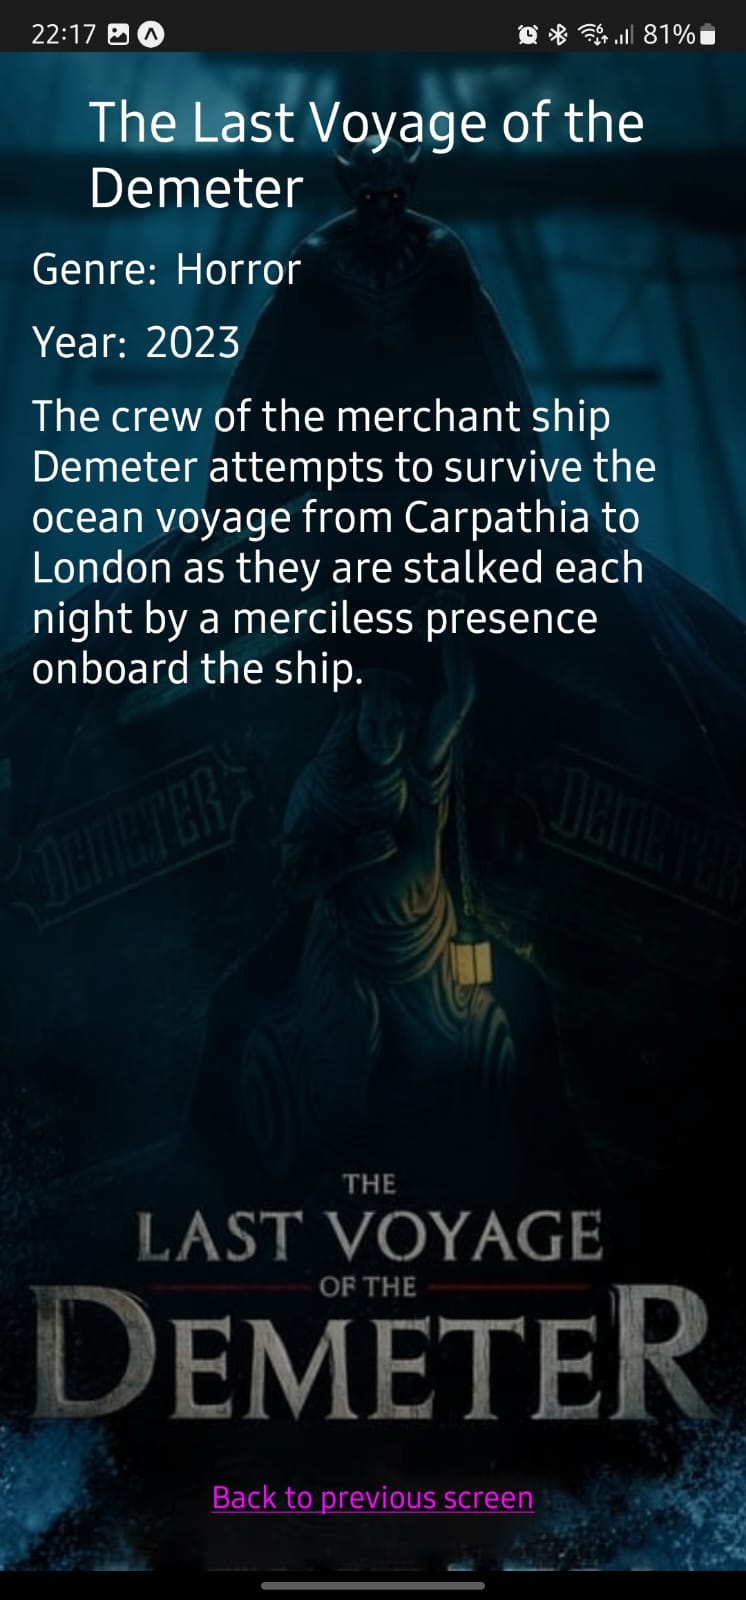 22:17
81%
The Last Voyage of the
Demeter
Genre: Horror
Year: 2023
The crew of the merchant ship
Demeter attempts to survive the
ocean voyage from Carpathia to
London as they are stalked each
night by a merciless presence
onboard the ship.
DEMETER DEMETER
THE
LAST VOYAGE
OF THE
DEMETER
Back to previous screen